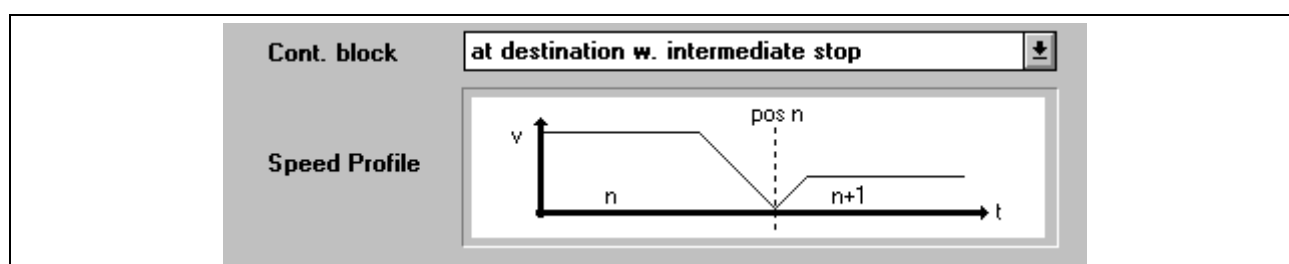 Cont. block
at destination w. intermediate stop
pos n
v
Speed Profile
n
n+1
t